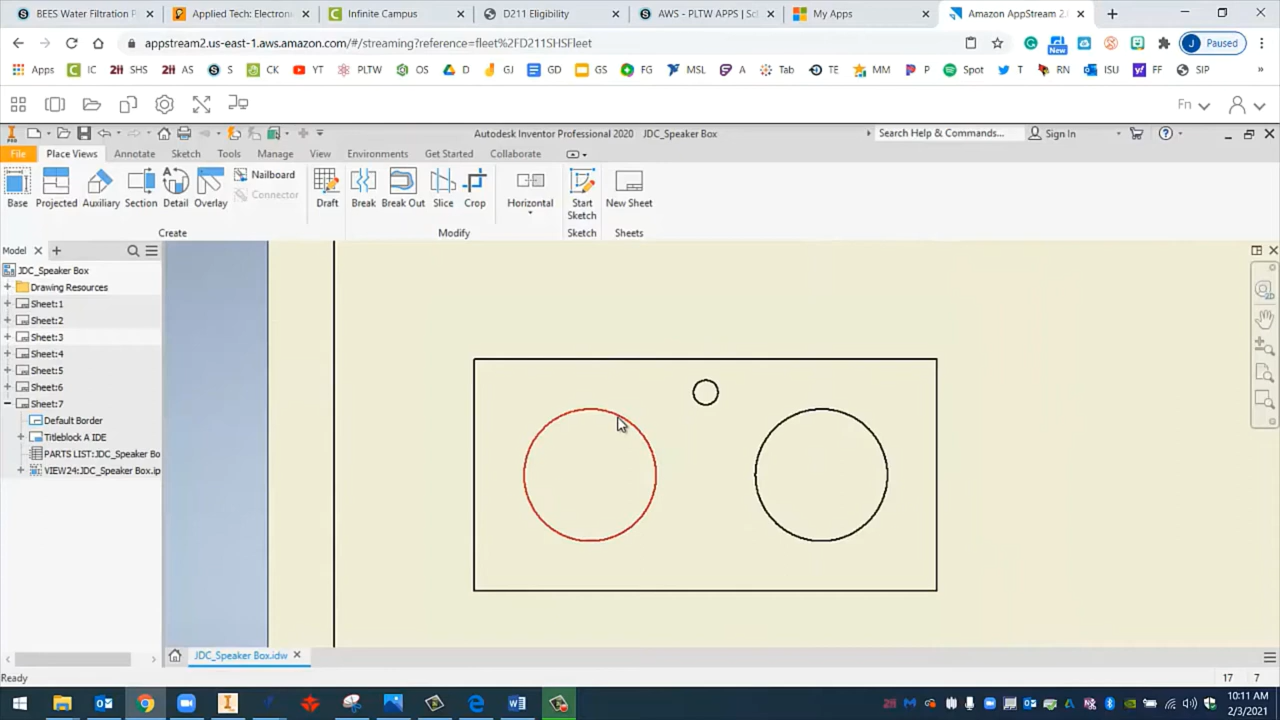 BEES Water Filtration P
Applied Tech: Electroni
Infinite Campus
D211 Eligibility
AWS - PLTW APPS | Sc
My Apps
Amazon AppStream 2.
appstream2.us-east-1.aws.amazon.com/#/streaming?reference=fleet%2FD211SHSFleet
New
J Paused
Apps IC SHS AS S CK YT PLTW OS D GJ GD GS FG MSL A Tab TE MM P Spot T RN ISU FF SIP »
Fn
Autodesk Inventor Professional 2020 JDC_Speaker Box
Search Help & Commands...
Sign In
File Place Views Annotate Sketch Tools Manage View Environments Get Started Collaborate
Base Projected Auxiliary Section Detail Overlay
Nailboard
Connector
Draft
Break Break Out Slice Crop
Horizontal
Start Sketch
New Sheet
Create Modify Sketch Sheets
Model
JDC_Speaker Box
Drawing Resources
Sheet:1
Sheet:2
Sheet:3
Sheet:4
Sheet:5
Sheet:6
Sheet:7
Default Border
Titleblock A IDE
PARTS LIST:JDC_Speaker Bo
VIEW24:JDC_Speaker Box.ip
JDC_Speaker Box.idw
Ready
17 7
10:11 AM
2/3/2021